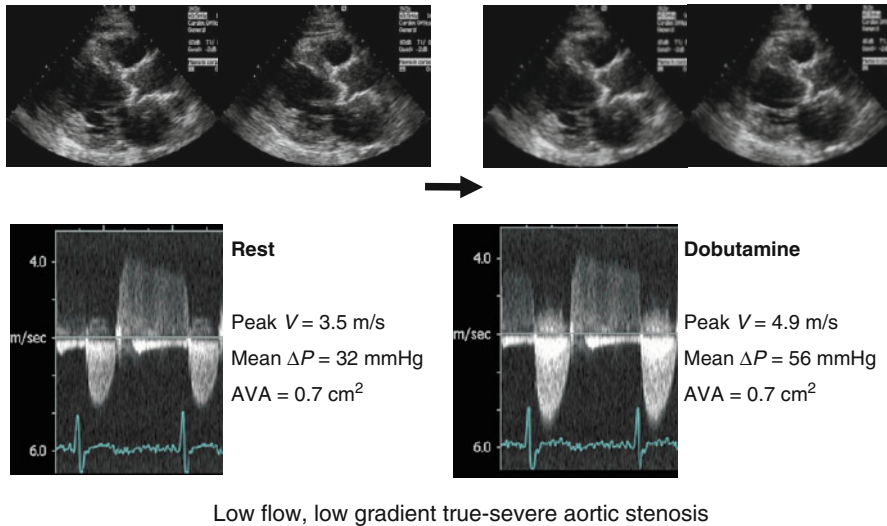 4.0
m/sec
6.0
Rest
Peak V = 3.5 m/s
Mean ΔP = 32 mmHg
AVA = 0.7 cm²
4.0
m/sec
6.0
Dobutamine
Peak V = 4.9 m/s
Mean ΔP = 56 mmHg
AVA = 0.7 cm²
Low flow, low gradient true-severe aortic stenosis